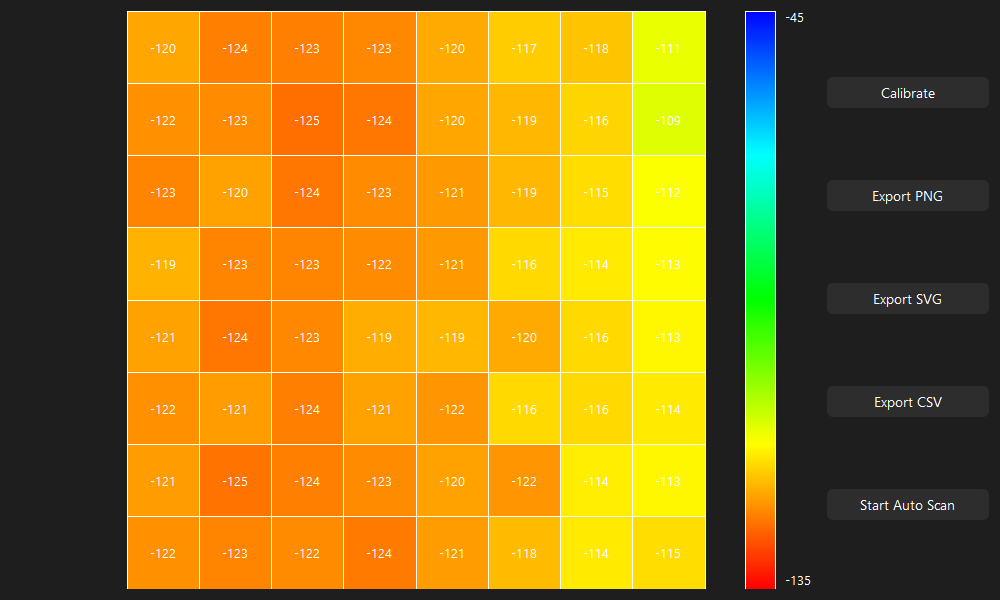 -45
-120 -124 -123 -123 -120 -117 -118 -111
Calibrate
-122 -123 -125 -124 -120 -119 -116 -109
-123 -120 -124 -123 -121 -119 -115 -112
Export PNG
-119 -123 -123 -122 -121 -116 -114 -113
Export SVG
-121 -124 -123 -119 -119 -120 -116 -113
Export CSV
-122 -121 -124 -121 -122 -116 -116 -114
-121 -125 -124 -123 -120 -122 -114 -113
Start Auto Scan
-122 -123 -122 -124 -121 -118 -114 -115
-135